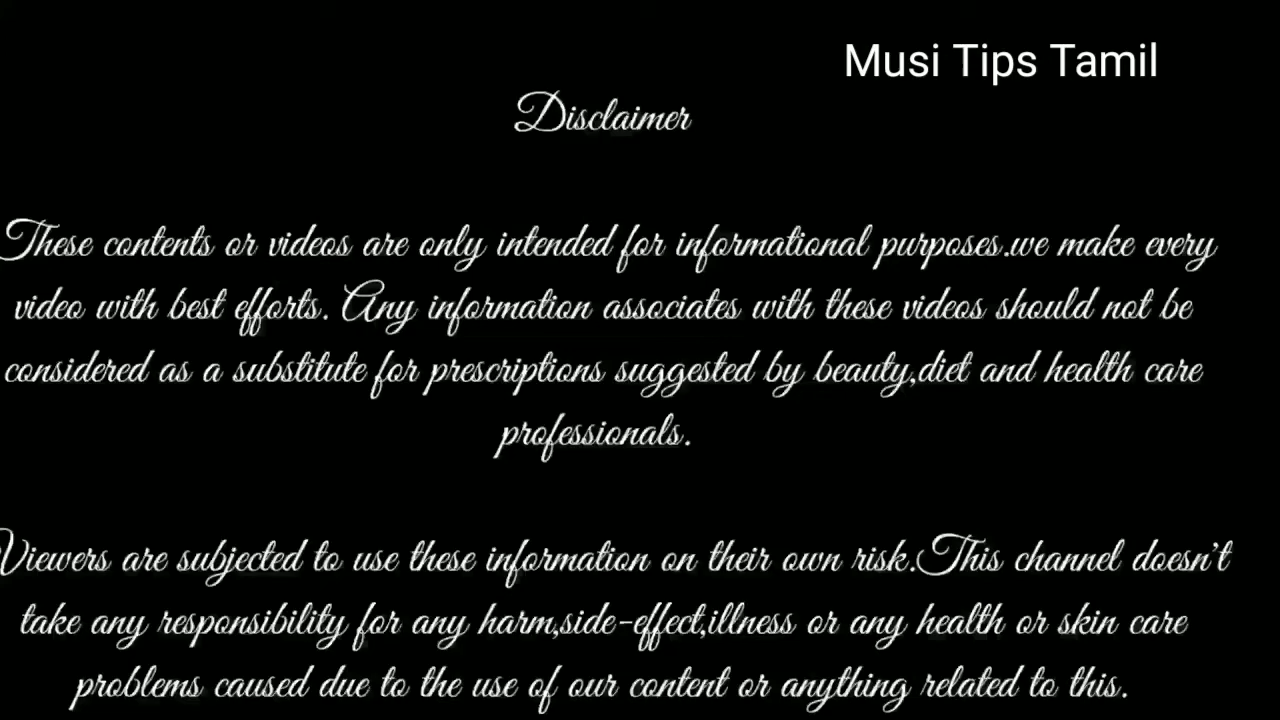 Musi Tips Tamil
Disclaimer
These contents or videos are only intended for informational purposes.we make every
video with best efforts. Any information associates with these videos should not be
considered as a substitute for prescriptions suggested by beauty,diet and health care
professionals.
Viewers are subjected to use these information on their own risk.This channel doesn't
take any responsibility for any harm,side-effect,illness or any health or skin care
problems caused due to the use of our content or anything related to this.